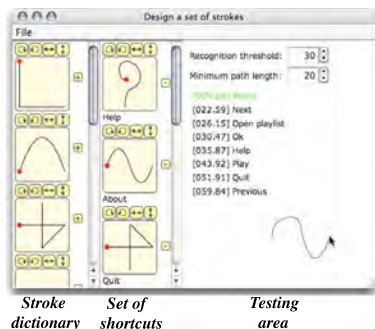 Design a set of strokes
File
Recognition threshold: 30
Minimum path length: 20
About
[022.59] Next
[026.15] Open playlist
[030.47] Ok
[035.87] Help
[043.92] Play
[051.91] Quit
[059.84] Previous
Help
About
Quit
Stroke dictionary
Set of shortcuts
Testing area